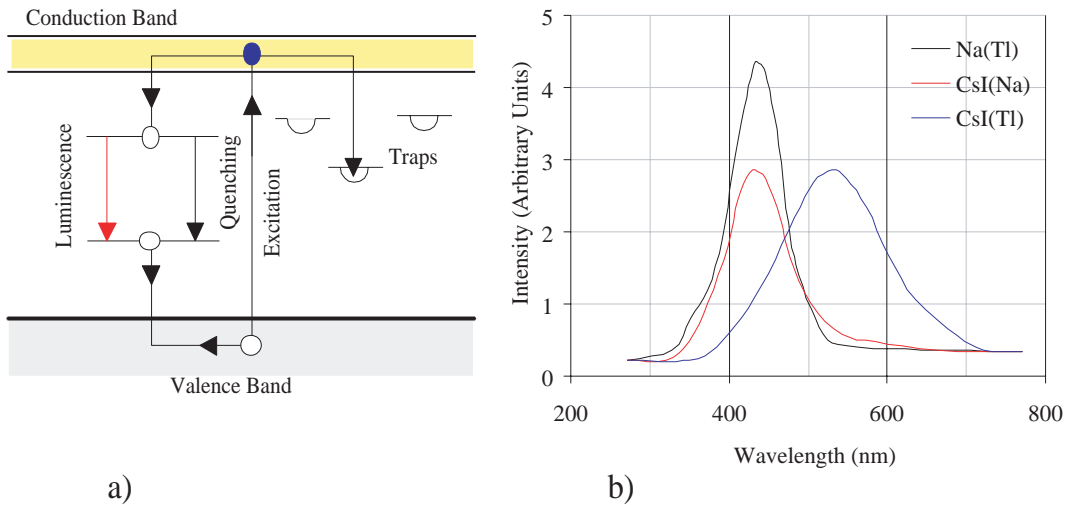 Conduction Band
Luminescence
Quenching
Excitation
Traps
Valence Band
a)
Intensity (Arbitrary Units)
5
4
3
2
1
0
200
400
600
800
Wavelength (nm)
Na(Tl)
CsI(Na)
CsI(Tl)
b)